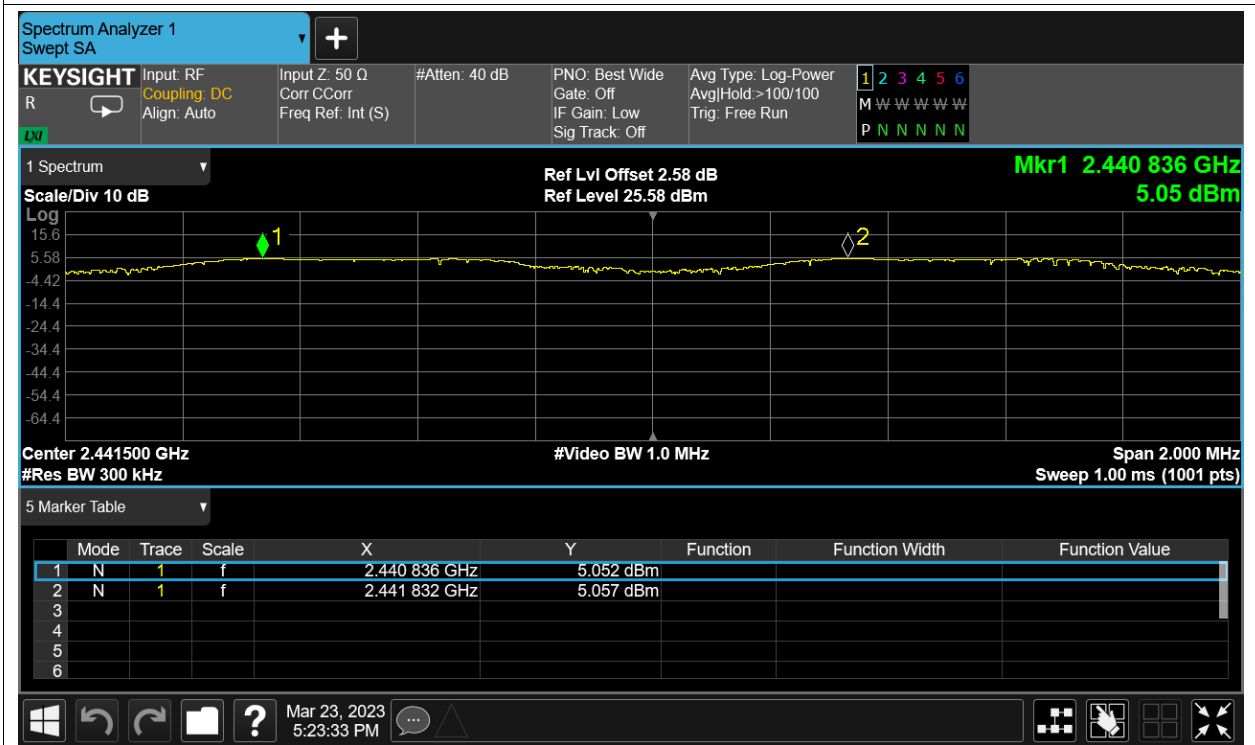 Spectrum Analyzer 1
Swept SA
+
KEYSIGHT Input: RF Input Z: 50 Ω #Atten: 40 dB PNO: Best Wide Avg Type: Log-Power 1 2 3 4 5 6
R Coupling: DC Corr CCorr Gate: Off Avg|Hold:>100/100 M W W W W W
Align: Auto Freq Ref: Int (S) IF Gain: Low Trig: Free Run
LXI Sig Track: Off P N N N N N
1 Spectrum Ref Lvl Offset 2.58 dB Mkr1 2.440 836 GHz
Scale/Div 10 dB Ref Level 25.58 dBm 5.05 dBm
Log
15.6 1 2
5.58
-4.42
-14.4
-24.4
-34.4
-44.4
-54.4
-64.4
Center 2.441500 GHz #Video BW 1.0 MHz Span 2.000 MHz
#Res BW 300 kHz Sweep 1.00 ms (1001 pts)
5 Marker Table
Mode Trace Scale X Y Function Function Width Function Value
1 N 1 f 2.440 836 GHz 5.052 dBm
2 N 1 f 2.441 832 GHz 5.057 dBm
3
4
5
6
? Mar 23, 2023
5:23:33 PM